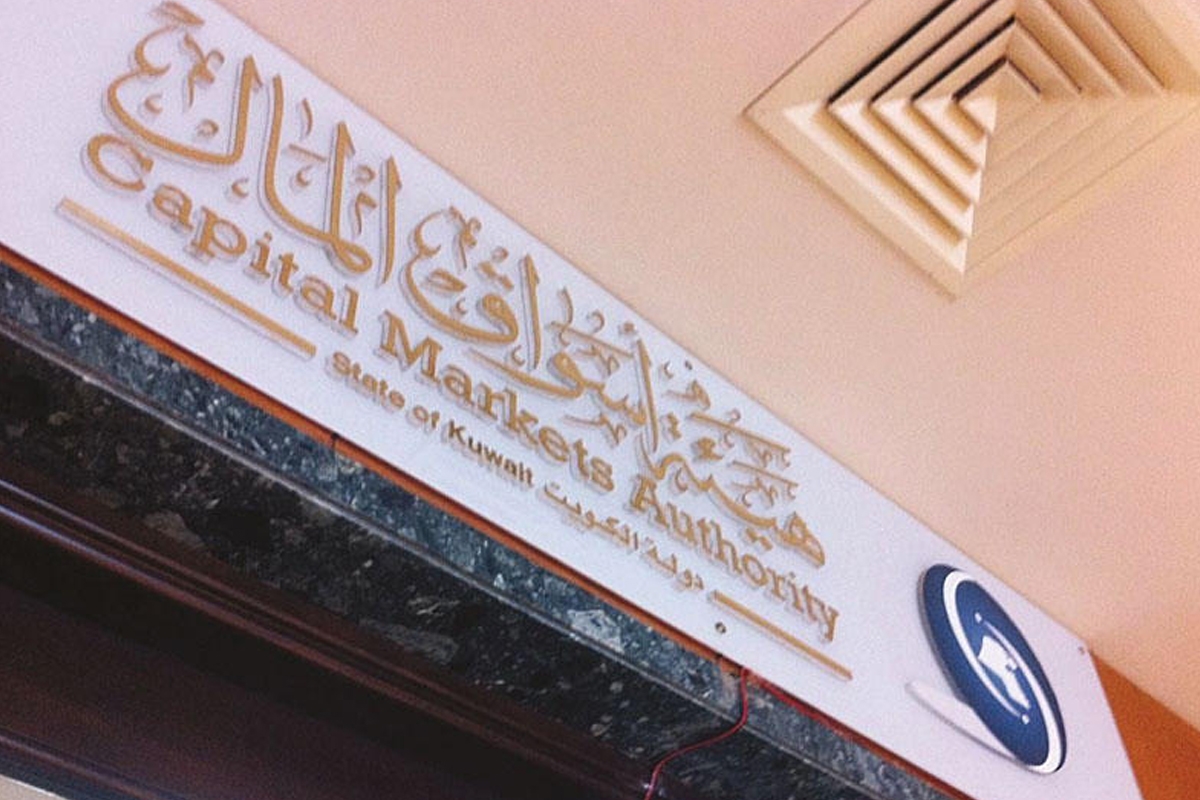 هيئة أسواق المال
Capital Markets Authority
State of Kuwait دولة الكويت